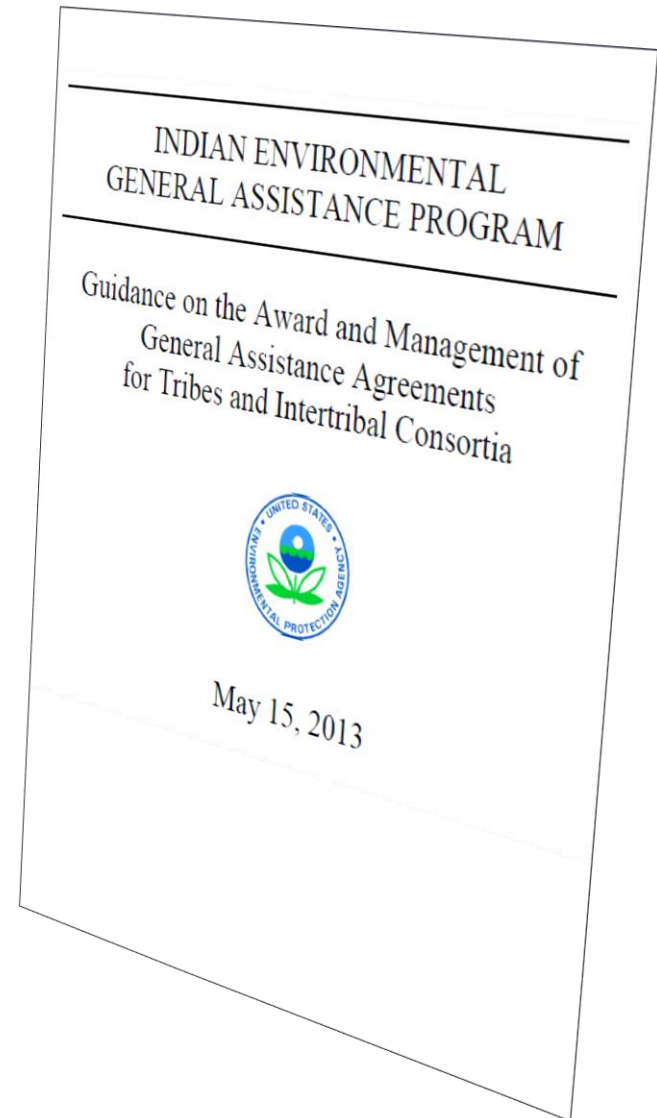 INDIAN ENVIRONMENTAL
GENERAL ASSISTANCE PROGRAM
Guidance on the Award and Management of
General Assistance Agreements
for Tribes and Intertribal Consortia
UNITED STATES
ENVIRONMENTAL PROTECTION AGENCY
May 15, 2013